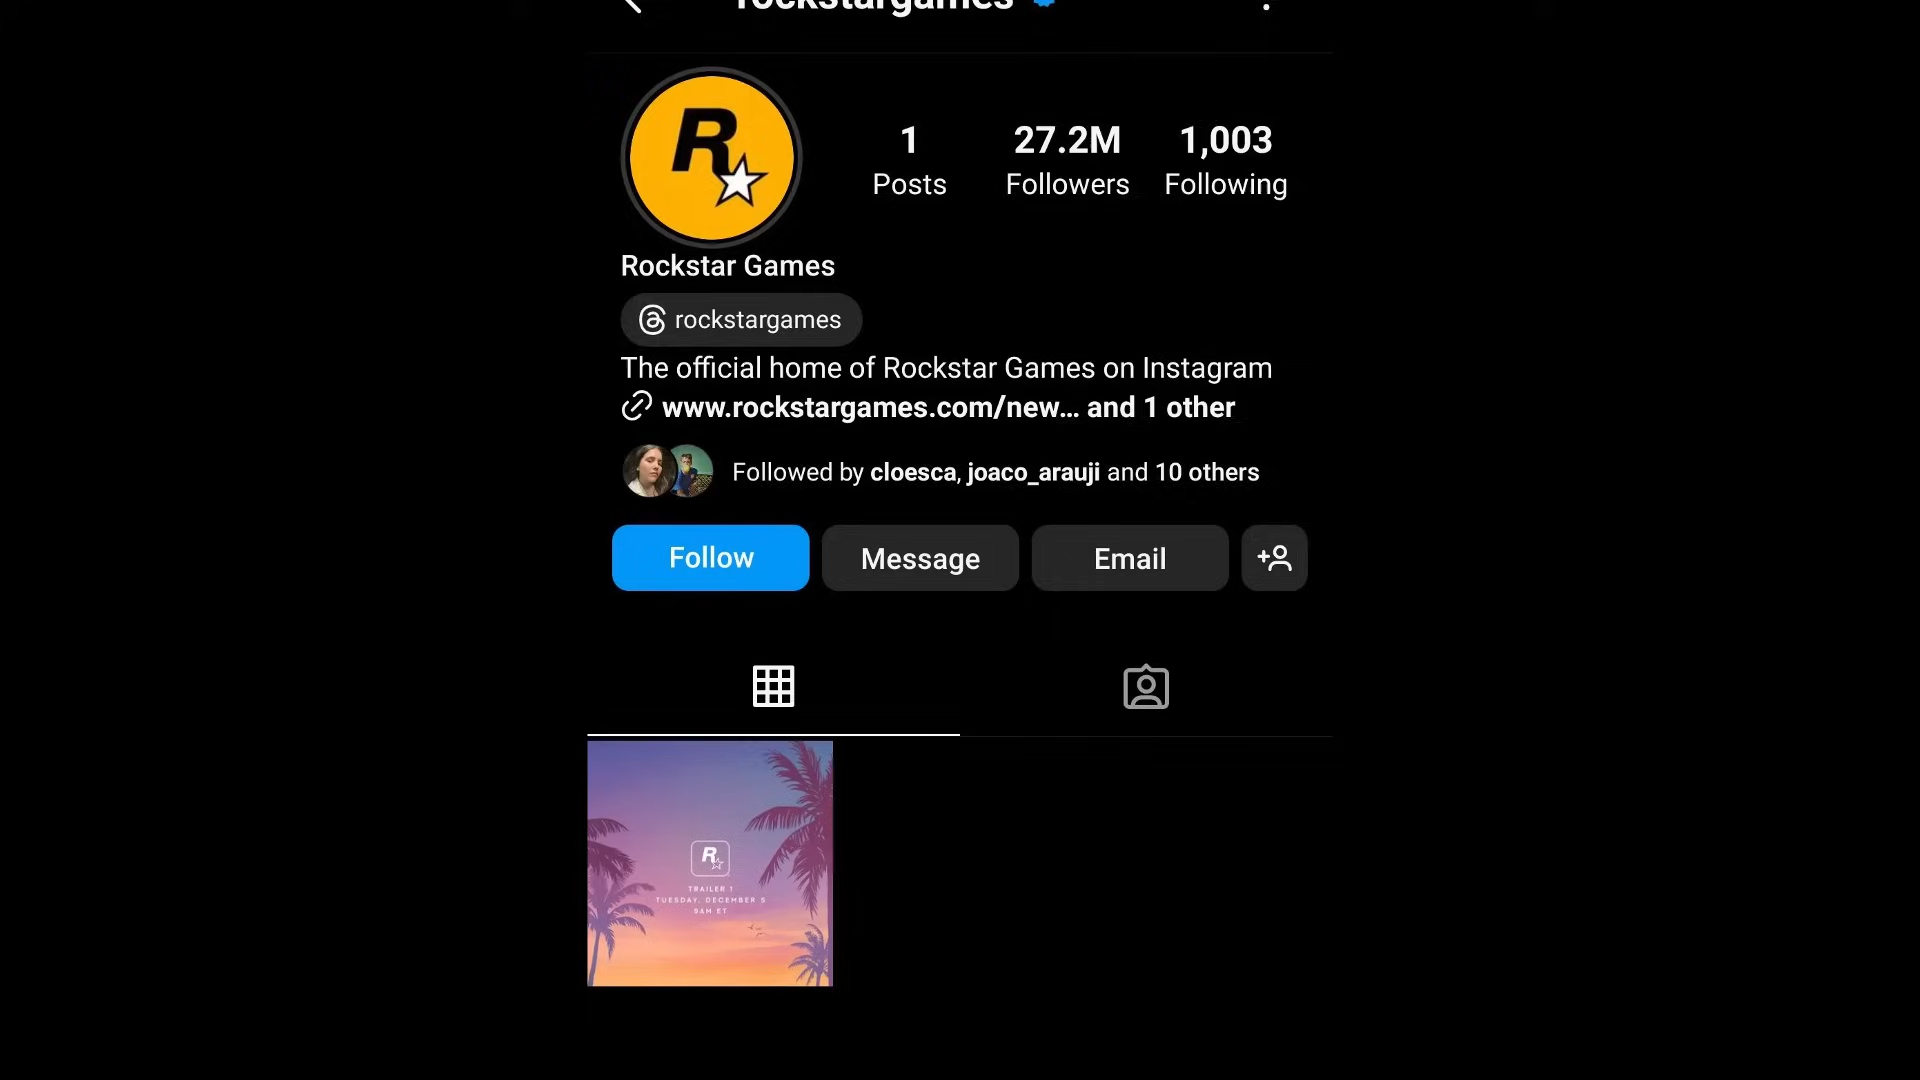 rockstargames
1 27.2M 1,003
Posts Followers Following
R
Rockstar Games
rockstargames
The official home of Rockstar Games on Instagram
www.rockstargames.com/new... and 1 other
Followed by cloesca, joaco_arauji and 10 others
Follow Message Email
R
TRAILER 1
TUESDAY, DECEMBER 5
9AM ET